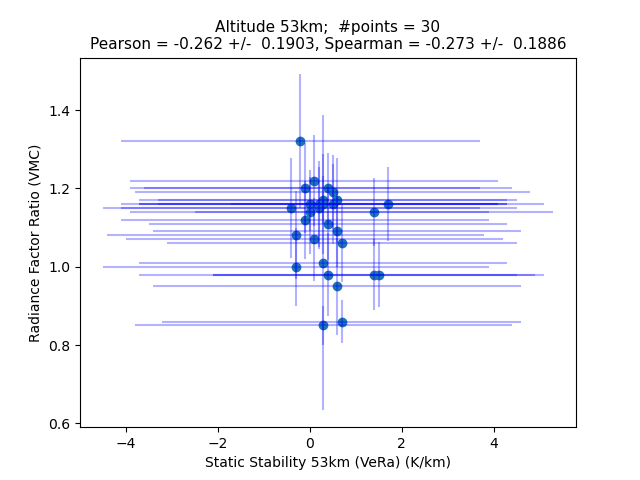 Altitude 53km;  #points = 30
Pearson = -0.262 +/-  0.1903, Spearman = -0.273 +/-  0.1886
1.4
1.2
1.0
0.8
0.6
Radiance Factor Ratio (VMC)
−4
−2
0
2
4
Static Stability 53km (VeRa) (K/km)